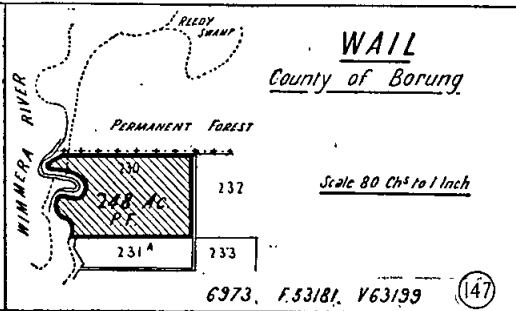 REEDY
SWAMP
WAIL
County of Borung
WIMMERA RIVER
PERMANENT FOREST
230
232
Scale 80 Chs to 1 Inch
248 Ac
P.F.
231 A
233
6973. F.53181. V63199
147